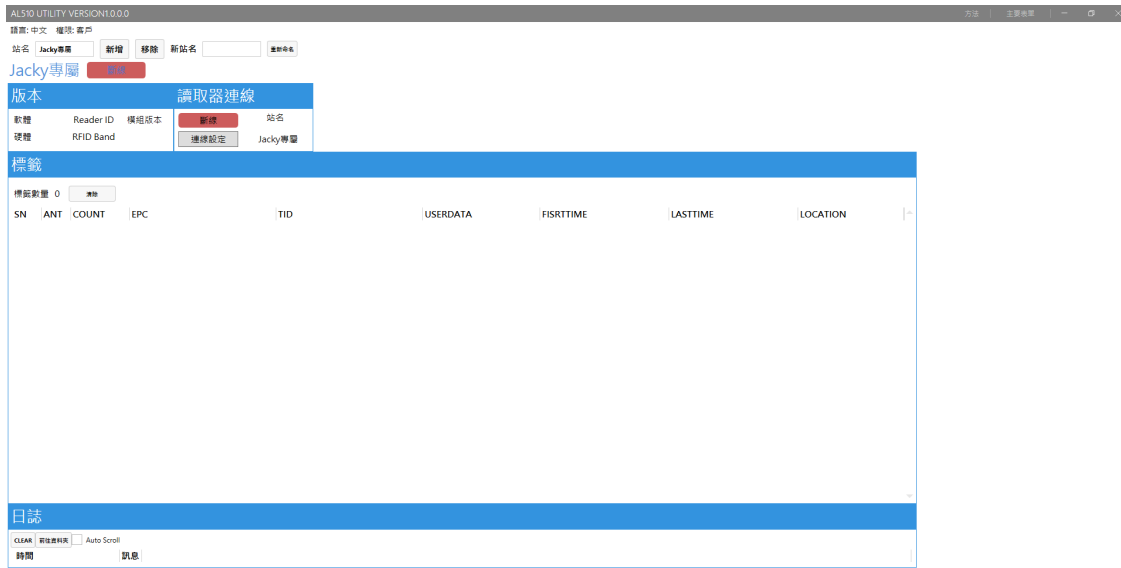 AL510 UTILITY VERSION1.0.0.0 方法 主要表單
語言: 中文 權限: 客戶
站名 Jacky專屬 新增 移除 新站名 重新命名
Jacky專屬 斷線
版本 讀取器連線
軟體 Reader ID 模組版本 斷線 站名
硬體 RFID Band 連線設定 Jacky專屬
標籤
標籤數量 0 清除
SN ANT COUNT EPC TID USERDATA FISRTTIME LASTTIME LOCATION
日誌
CLEAR 前往資料夾 Auto Scroll
時間 訊息